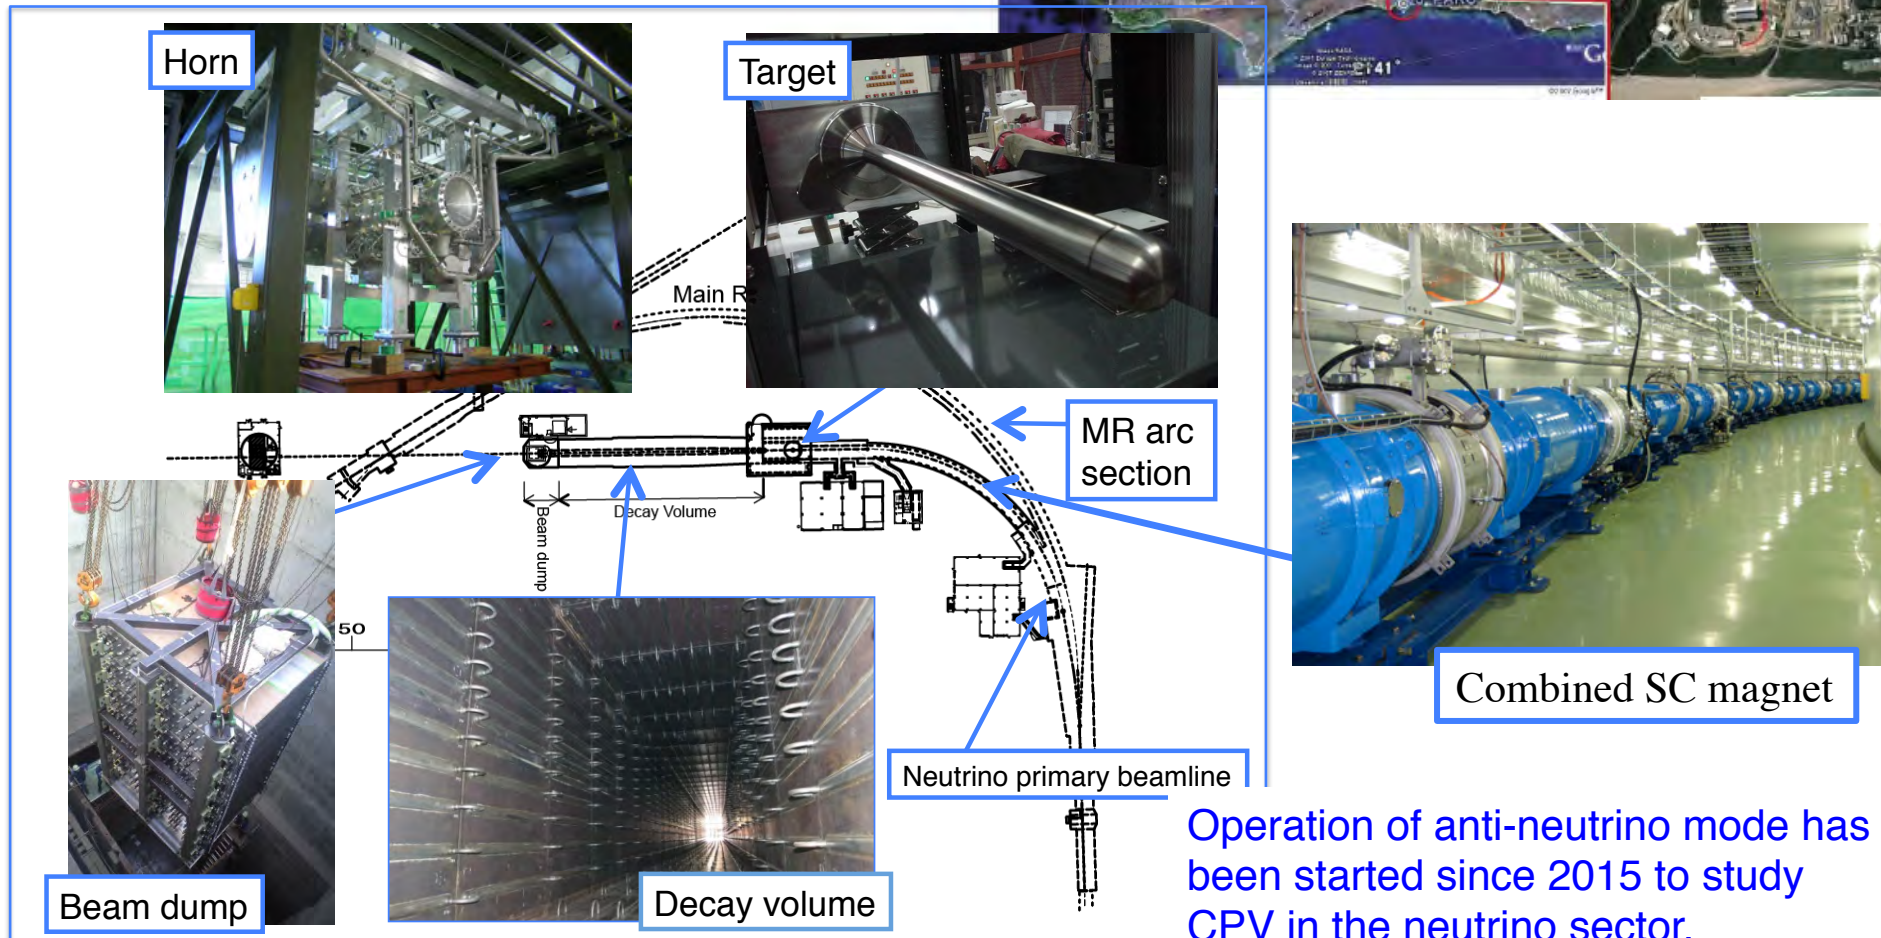 Horn
Target
141°
Main R
MR arc
section
Decay Volume
Beam dump
50
Combined SC magnet
Neutrino primary beamline
Beam dump
Decay volume
Operation of anti-neutrino mode has
been started since 2015 to study
CPV in the neutrino sector.